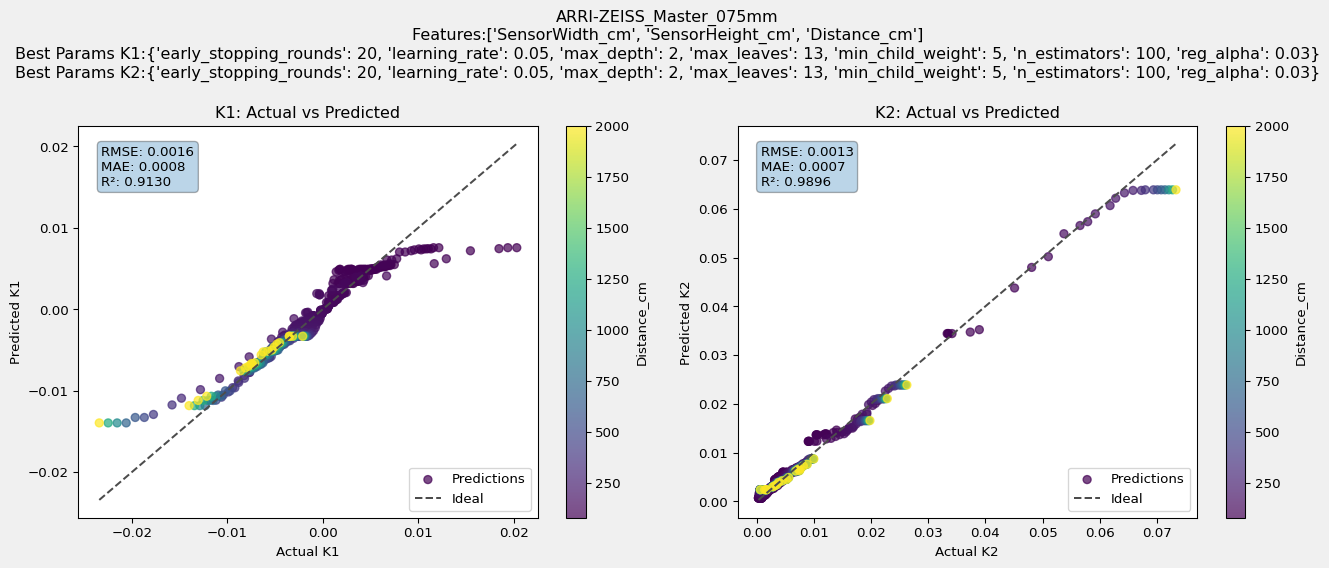 ARRI-ZEISS_Master_075mm
Features:['SensorWidth_cm', 'SensorHeight_cm', 'Distance_cm']
Best Params K1:{'early_stopping_rounds': 20, 'learning_rate': 0.05, 'max_depth': 2, 'max_leaves': 13, 'min_child_weight': 5, 'n_estimators': 100, 'reg_alpha': 0.03}
Best Params K2:{'early_stopping_rounds': 20, 'learning_rate': 0.05, 'max_depth': 2, 'max_leaves': 13, 'min_child_weight': 5, 'n_estimators': 100, 'reg_alpha': 0.03}
K1: Actual vs Predicted
RMSE: 0.0016
MAE: 0.0008
R²: 0.9130
0.02
0.01
0.00
−0.01
−0.02
Predicted K1
−0.02
−0.01
0.00
0.01
0.02
Actual K1
Predictions
Ideal
2000
1750
1500
1250
1000
750
500
250
Distance_cm
K2: Actual vs Predicted
RMSE: 0.0013
MAE: 0.0007
R²: 0.9896
0.07
0.06
0.05
0.04
0.03
0.02
0.01
0.00
Predicted K2
0.00
0.01
0.02
0.03
0.04
0.05
0.06
0.07
Actual K2
Predictions
Ideal
2000
1750
1500
1250
1000
750
500
250
Distance_cm